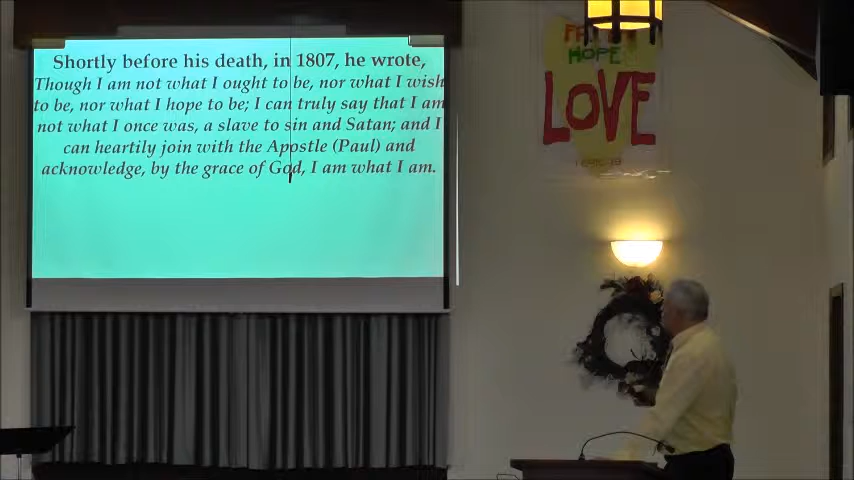 Shortly before his death, in 1807, he wrote,
Though I am not what I ought to be, nor what I wish
to be, nor what I hope to be; I can truly say that I am
not what I once was, a slave to sin and Satan; and I
can heartily join with the Apostle (Paul) and
acknowledge, by the grace of God, I am what I am.
HOPE
LOVE